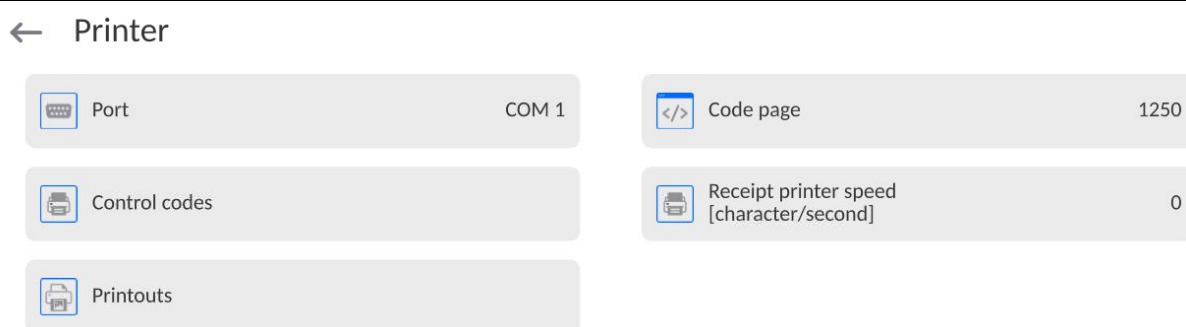 Printer
Port COM 1
Code page 1250
Control codes
Receipt printer speed
[character/second] 0
Printouts